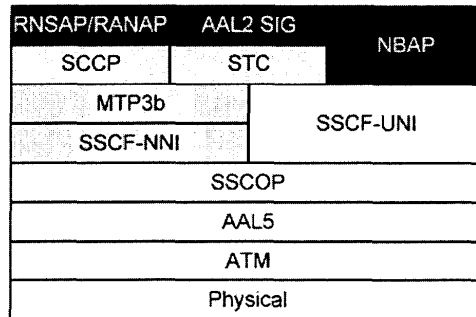 RNSAP/RANAP AAL2 SIG NBAP
SCCP STC
MTP3b SSCF-UNI
SSCF-NNI
SSCOP
AAL5
ATM
Physical